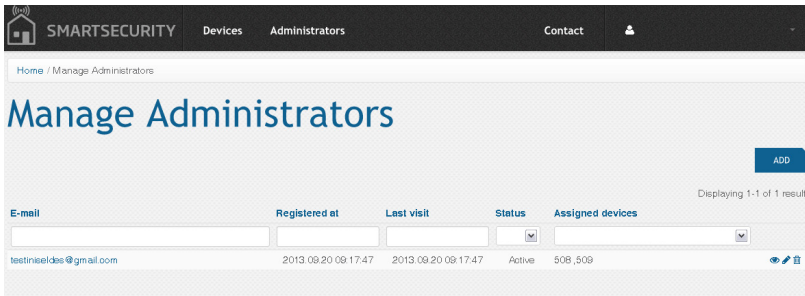 SMARTSECURITY Devices Administrators Contact
Home / Manage Administrators
Manage Administrators
ADD
Displaying 1-1 of 1 result
E-mail Registered at Last visit Status Assigned devices
testiniseldes@gmail.com 2013.09.20 09:17:47 2013.09.20 09:17:47 Active 508 ,509